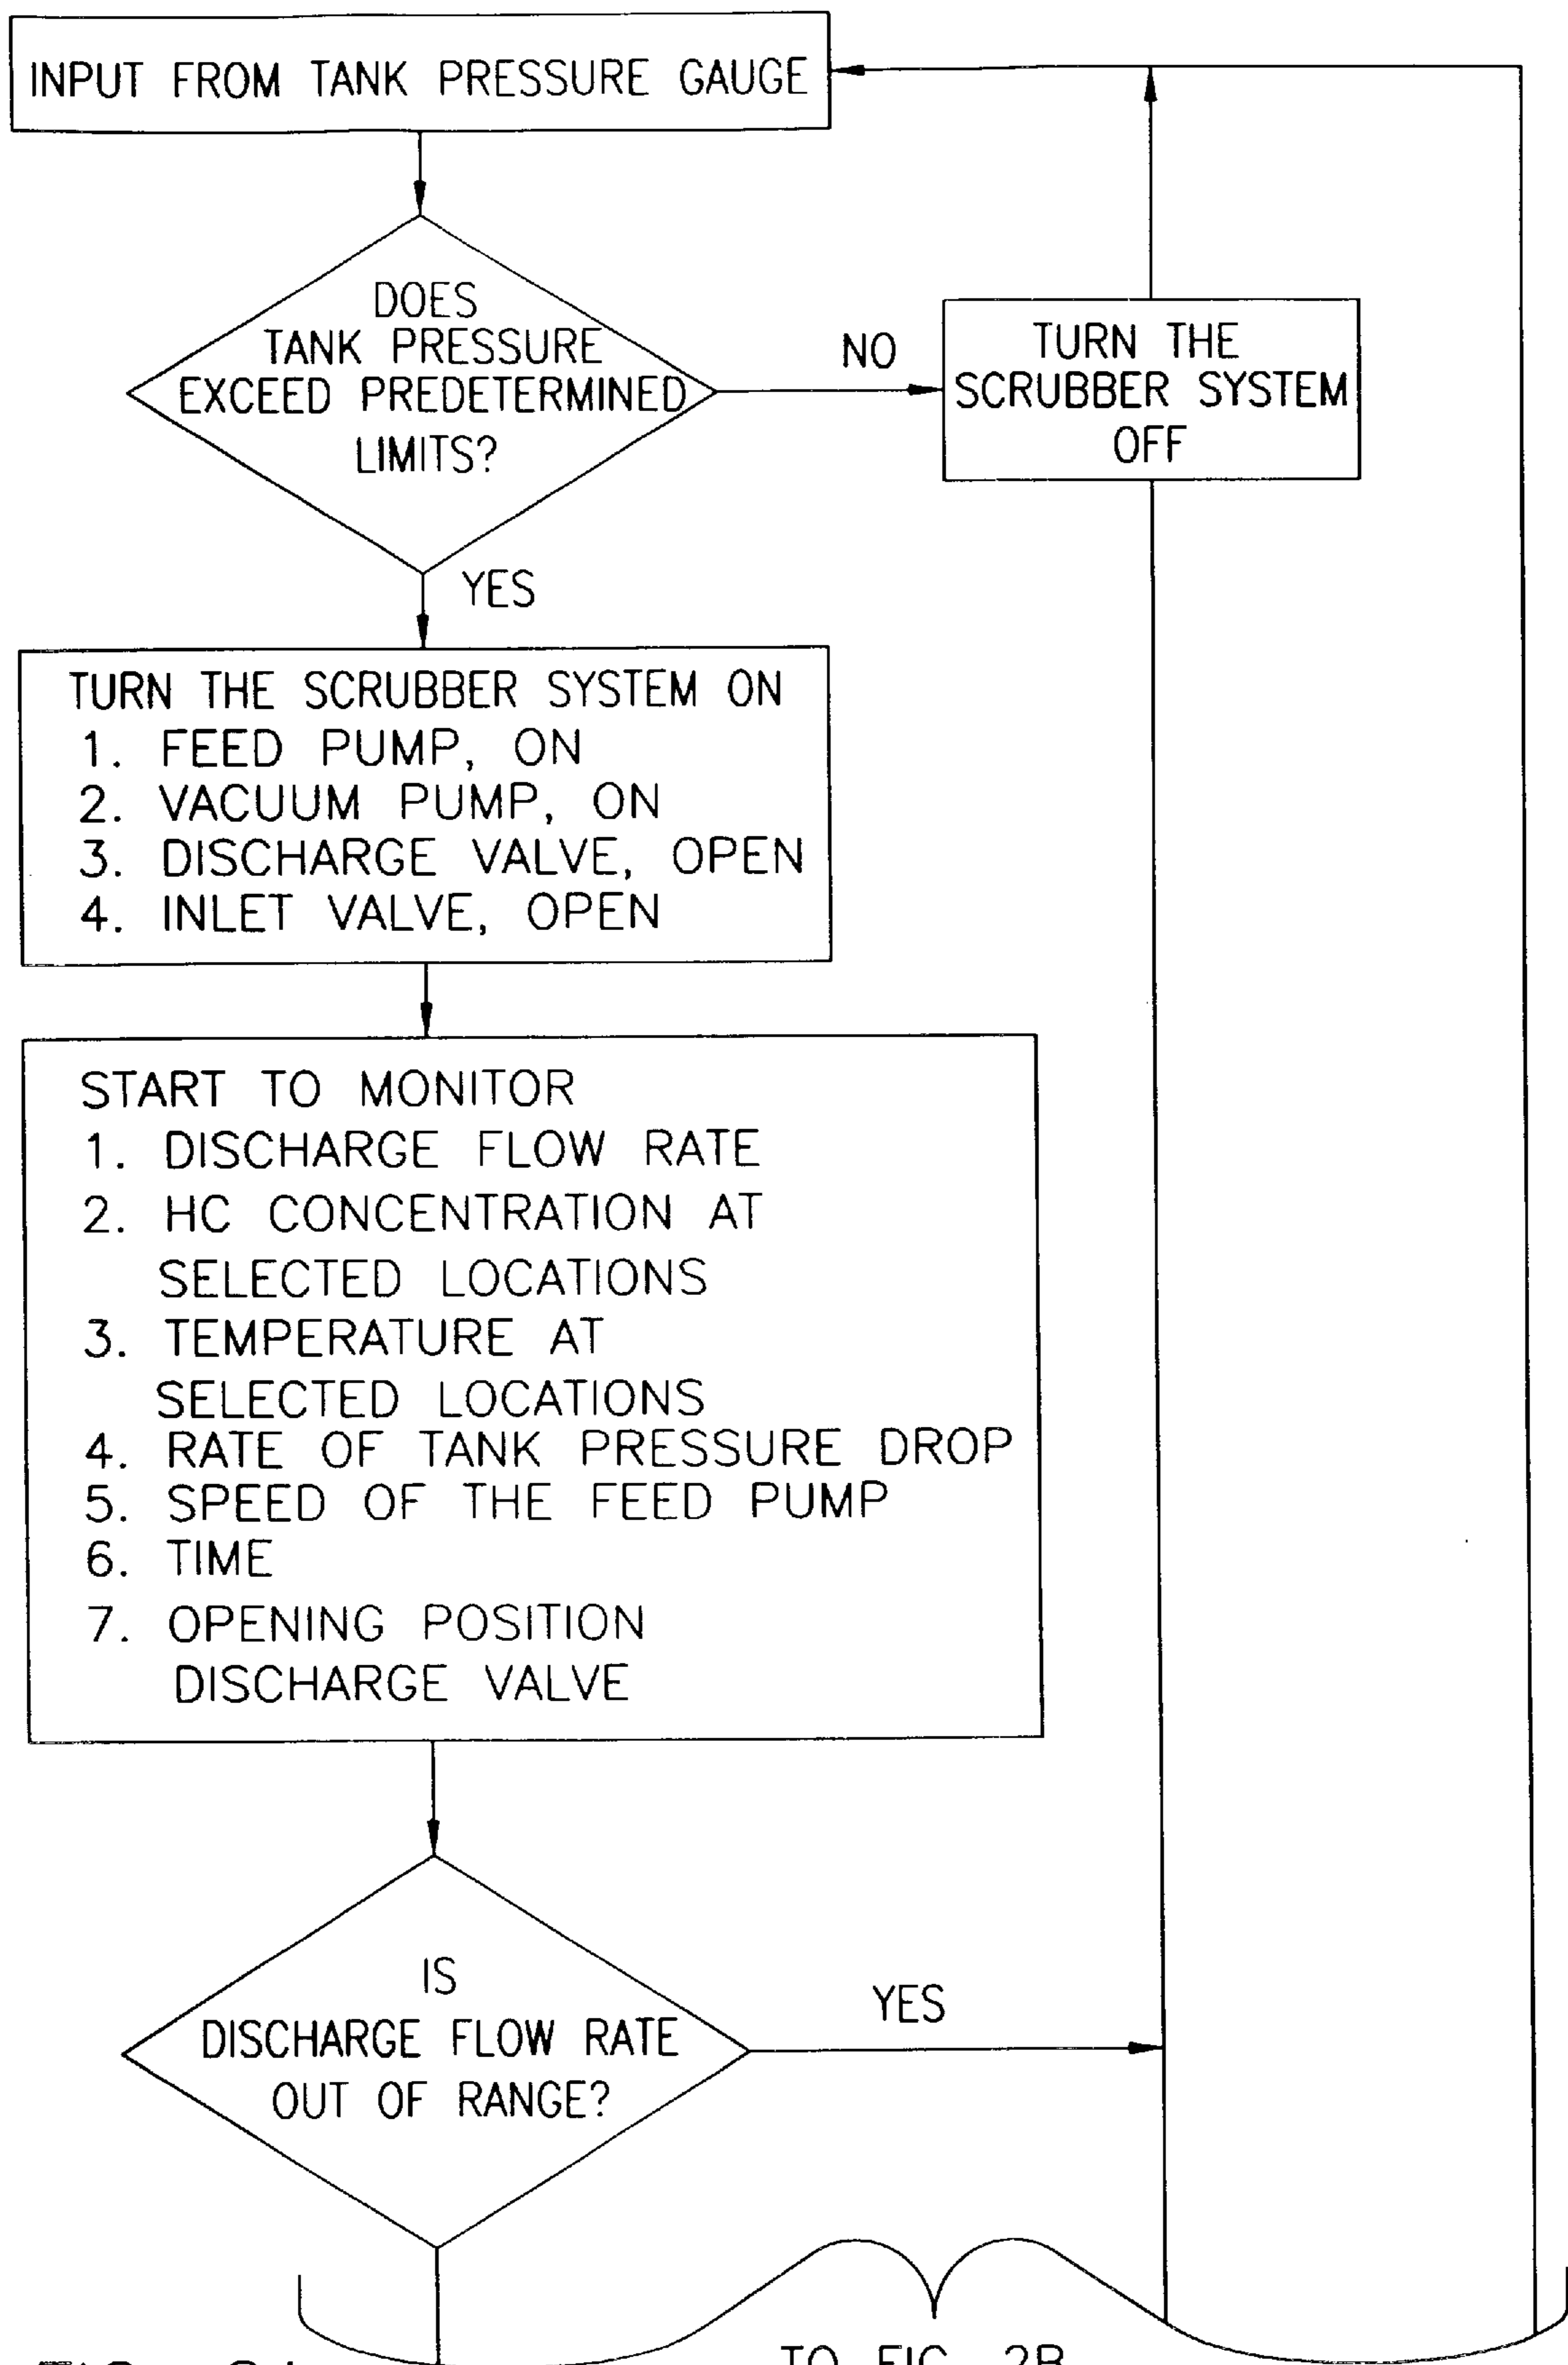 INPUT FROM TANK PRESSURE GAUGE
DOES
TANK PRESSURE
EXCEED PREDETERMINED
LIMITS?
NO
TURN THE
SCRUBBER SYSTEM
OFF
YES
TURN THE SCRUBBER SYSTEM ON
1. FEED PUMP, ON
2. VACUUM PUMP, ON
3. DISCHARGE VALVE, OPEN
4. INLET VALVE, OPEN
START TO MONITOR
1. DISCHARGE FLOW RATE
2. HC CONCENTRATION AT
SELECTED LOCATIONS
3. TEMPERATURE AT
SELECTED LOCATIONS
4. RATE OF TANK PRESSURE DROP
5. SPEED OF THE FEED PUMP
6. TIME
7. OPENING POSITION
DISCHARGE VALVE
IS
DISCHARGE FLOW RATE
OUT OF RANGE?
YES
TO FIG. 2B